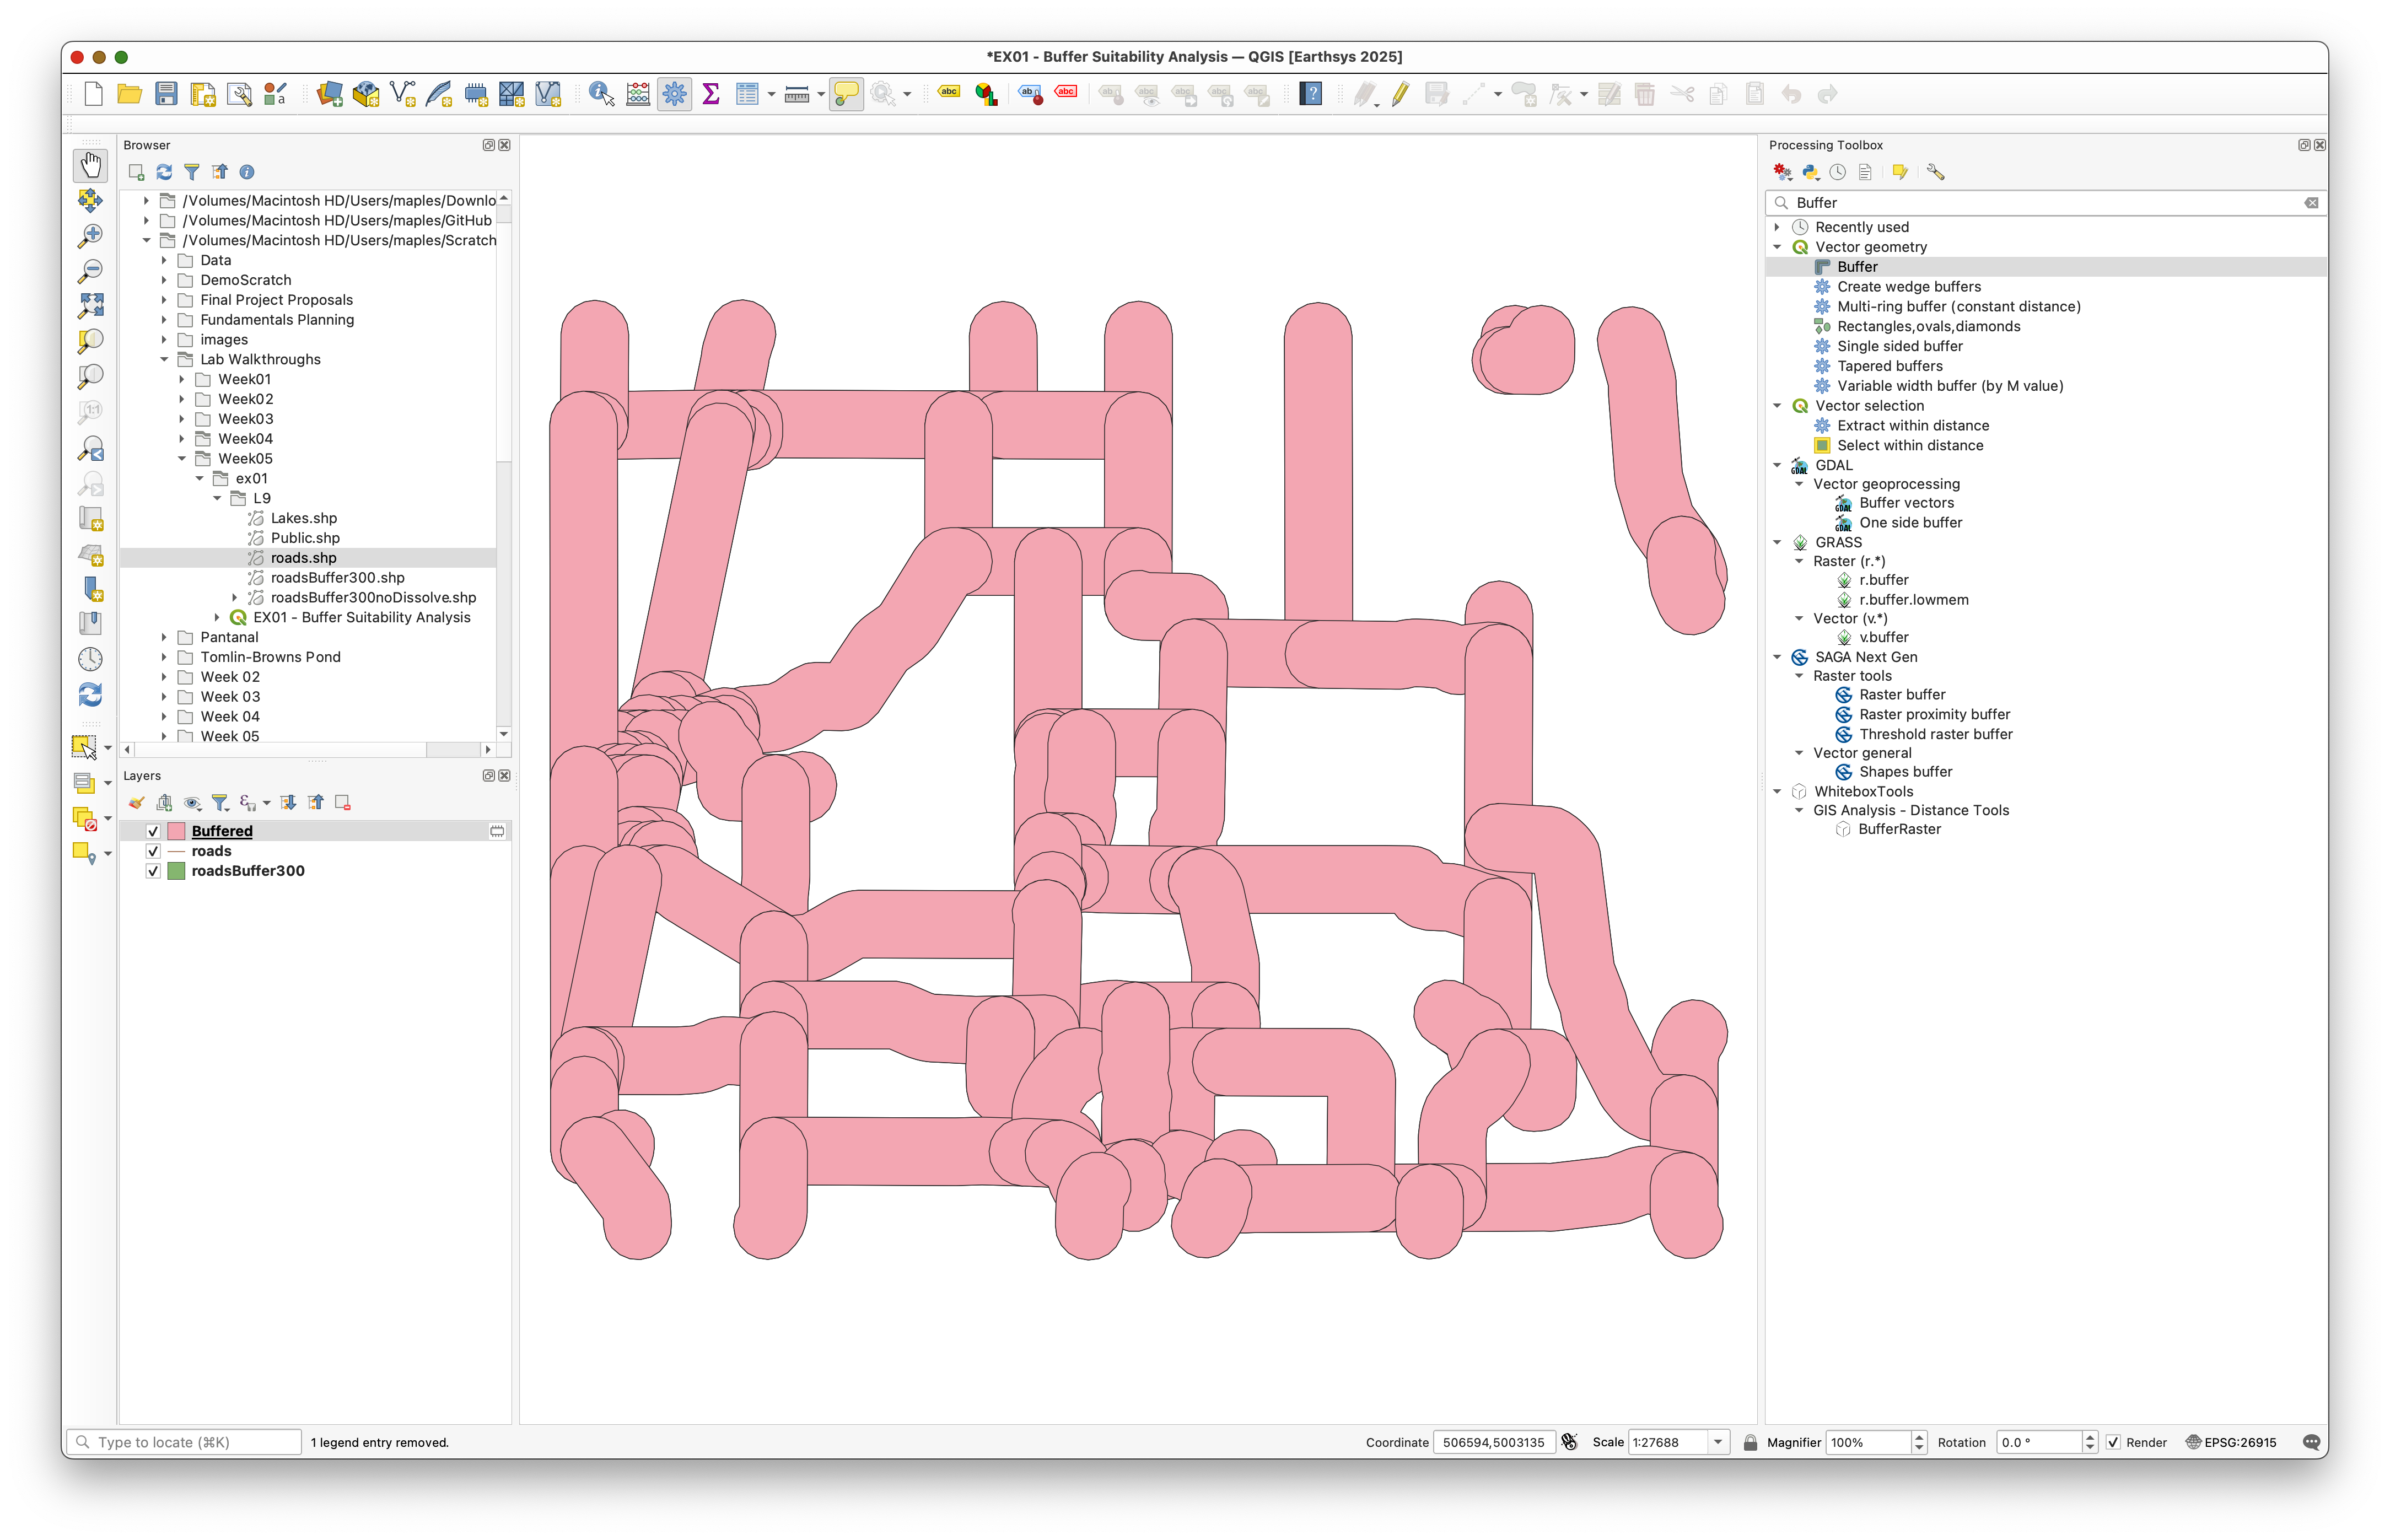 *EX01 - Buffer Suitability Analysis — QGIS [Earthsys 2025]
Browser
/Volumes/Macintosh HD/Users/maples/Downlo
/Volumes/Macintosh HD/Users/maples/GitHub
/Volumes/Macintosh HD/Users/maples/Scratch
Data
DemoScratch
Final Project Proposals
Fundamentals Planning
images
Lab Walkthroughs
Week01
Week02
Week03
Week04
Week05
ex01
L9
Lakes.shp
Public.shp
roads.shp
roadsBuffer300.shp
roadsBuffer300noDissolve.shp
EX01 - Buffer Suitability Analysis
Pantanal
Tomlin-Browns Pond
Week 02
Week 03
Week 04
Week 05
Layers
Buffered
roads
roadsBuffer300
Processing Toolbox
Buffer
Recently used
Vector geometry
Buffer
Create wedge buffers
Multi-ring buffer (constant distance)
Rectangles,ovals,diamonds
Single sided buffer
Tapered buffers
Variable width buffer (by M value)
Vector selection
Extract within distance
Select within distance
GDAL
Vector geoprocessing
Buffer vectors
One side buffer
GRASS
Raster (r.*)
r.buffer
r.buffer.lowmem
Vector (v.*)
v.buffer
SAGA Next Gen
Raster tools
Raster buffer
Raster proximity buffer
Threshold raster buffer
Vector general
Shapes buffer
WhiteboxTools
GIS Analysis - Distance Tools
BufferRaster
Type to locate (⌘K) 1 legend entry removed. Coordinate 506594,5003135 Scale 1:27688 Magnifier 100% Rotation 0.0 ° Render EPSG:26915